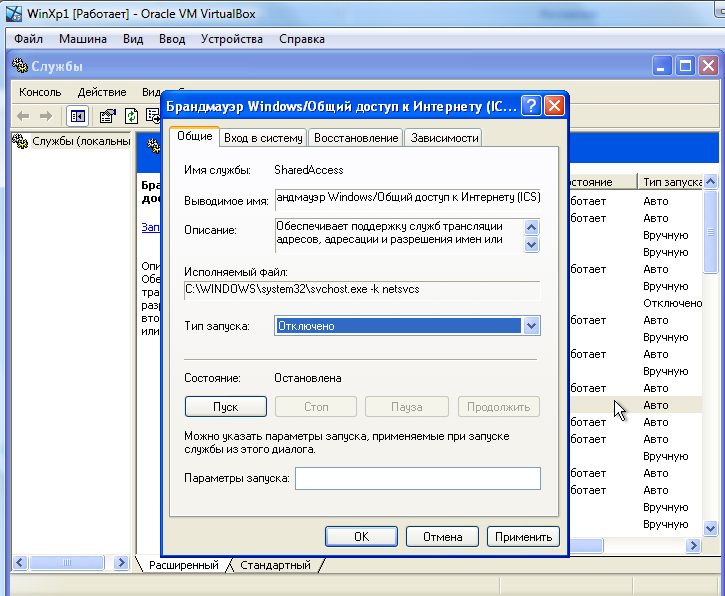 WinXp1 [Работает] - Oracle VM VirtualBox
Файл Машина Вид Ввод Устройства Справка
Службы
Консоль Действие Вид
Службы (локальны
Брандмауэр Windows/Общий доступ к Интернету (IC...
Общие Вход в систему Восстановление Зависимости
Имя службы: SharedAccess
Выводимое имя: андмауэр Windows/Общий доступ к Интернету (ICS)
Описание: Обеспечивает поддержку служб трансляции
адресов, адресации и разрешения имен или
Исполняемый файл:
C:\WINDOWS\system32\svchost.exe -k netsvcs
Тип запуска: Отключено
Состояние: Остановлена
Пуск Стоп Пауза Продолжить
Можно указать параметры запуска, применяемые при запуске
службы из этого диалога.
Параметры запуска:
OK Отмена Применить
Бра
дос
Зап
Опи
Обе
тра
раз
вто
или
остояние Тип запуска
ботает Авто
ботает Авто
Вручную
Вручную
ботает Авто
Вручную
Отключено
ботает Авто
Вручную
ботает Авто
Вручную
ботает Авто
Авто
ботает Авто
ботает Авто
Вручную
ботает Авто
ботает Авто
Вручную
Вручную
Расширенный Стандартный